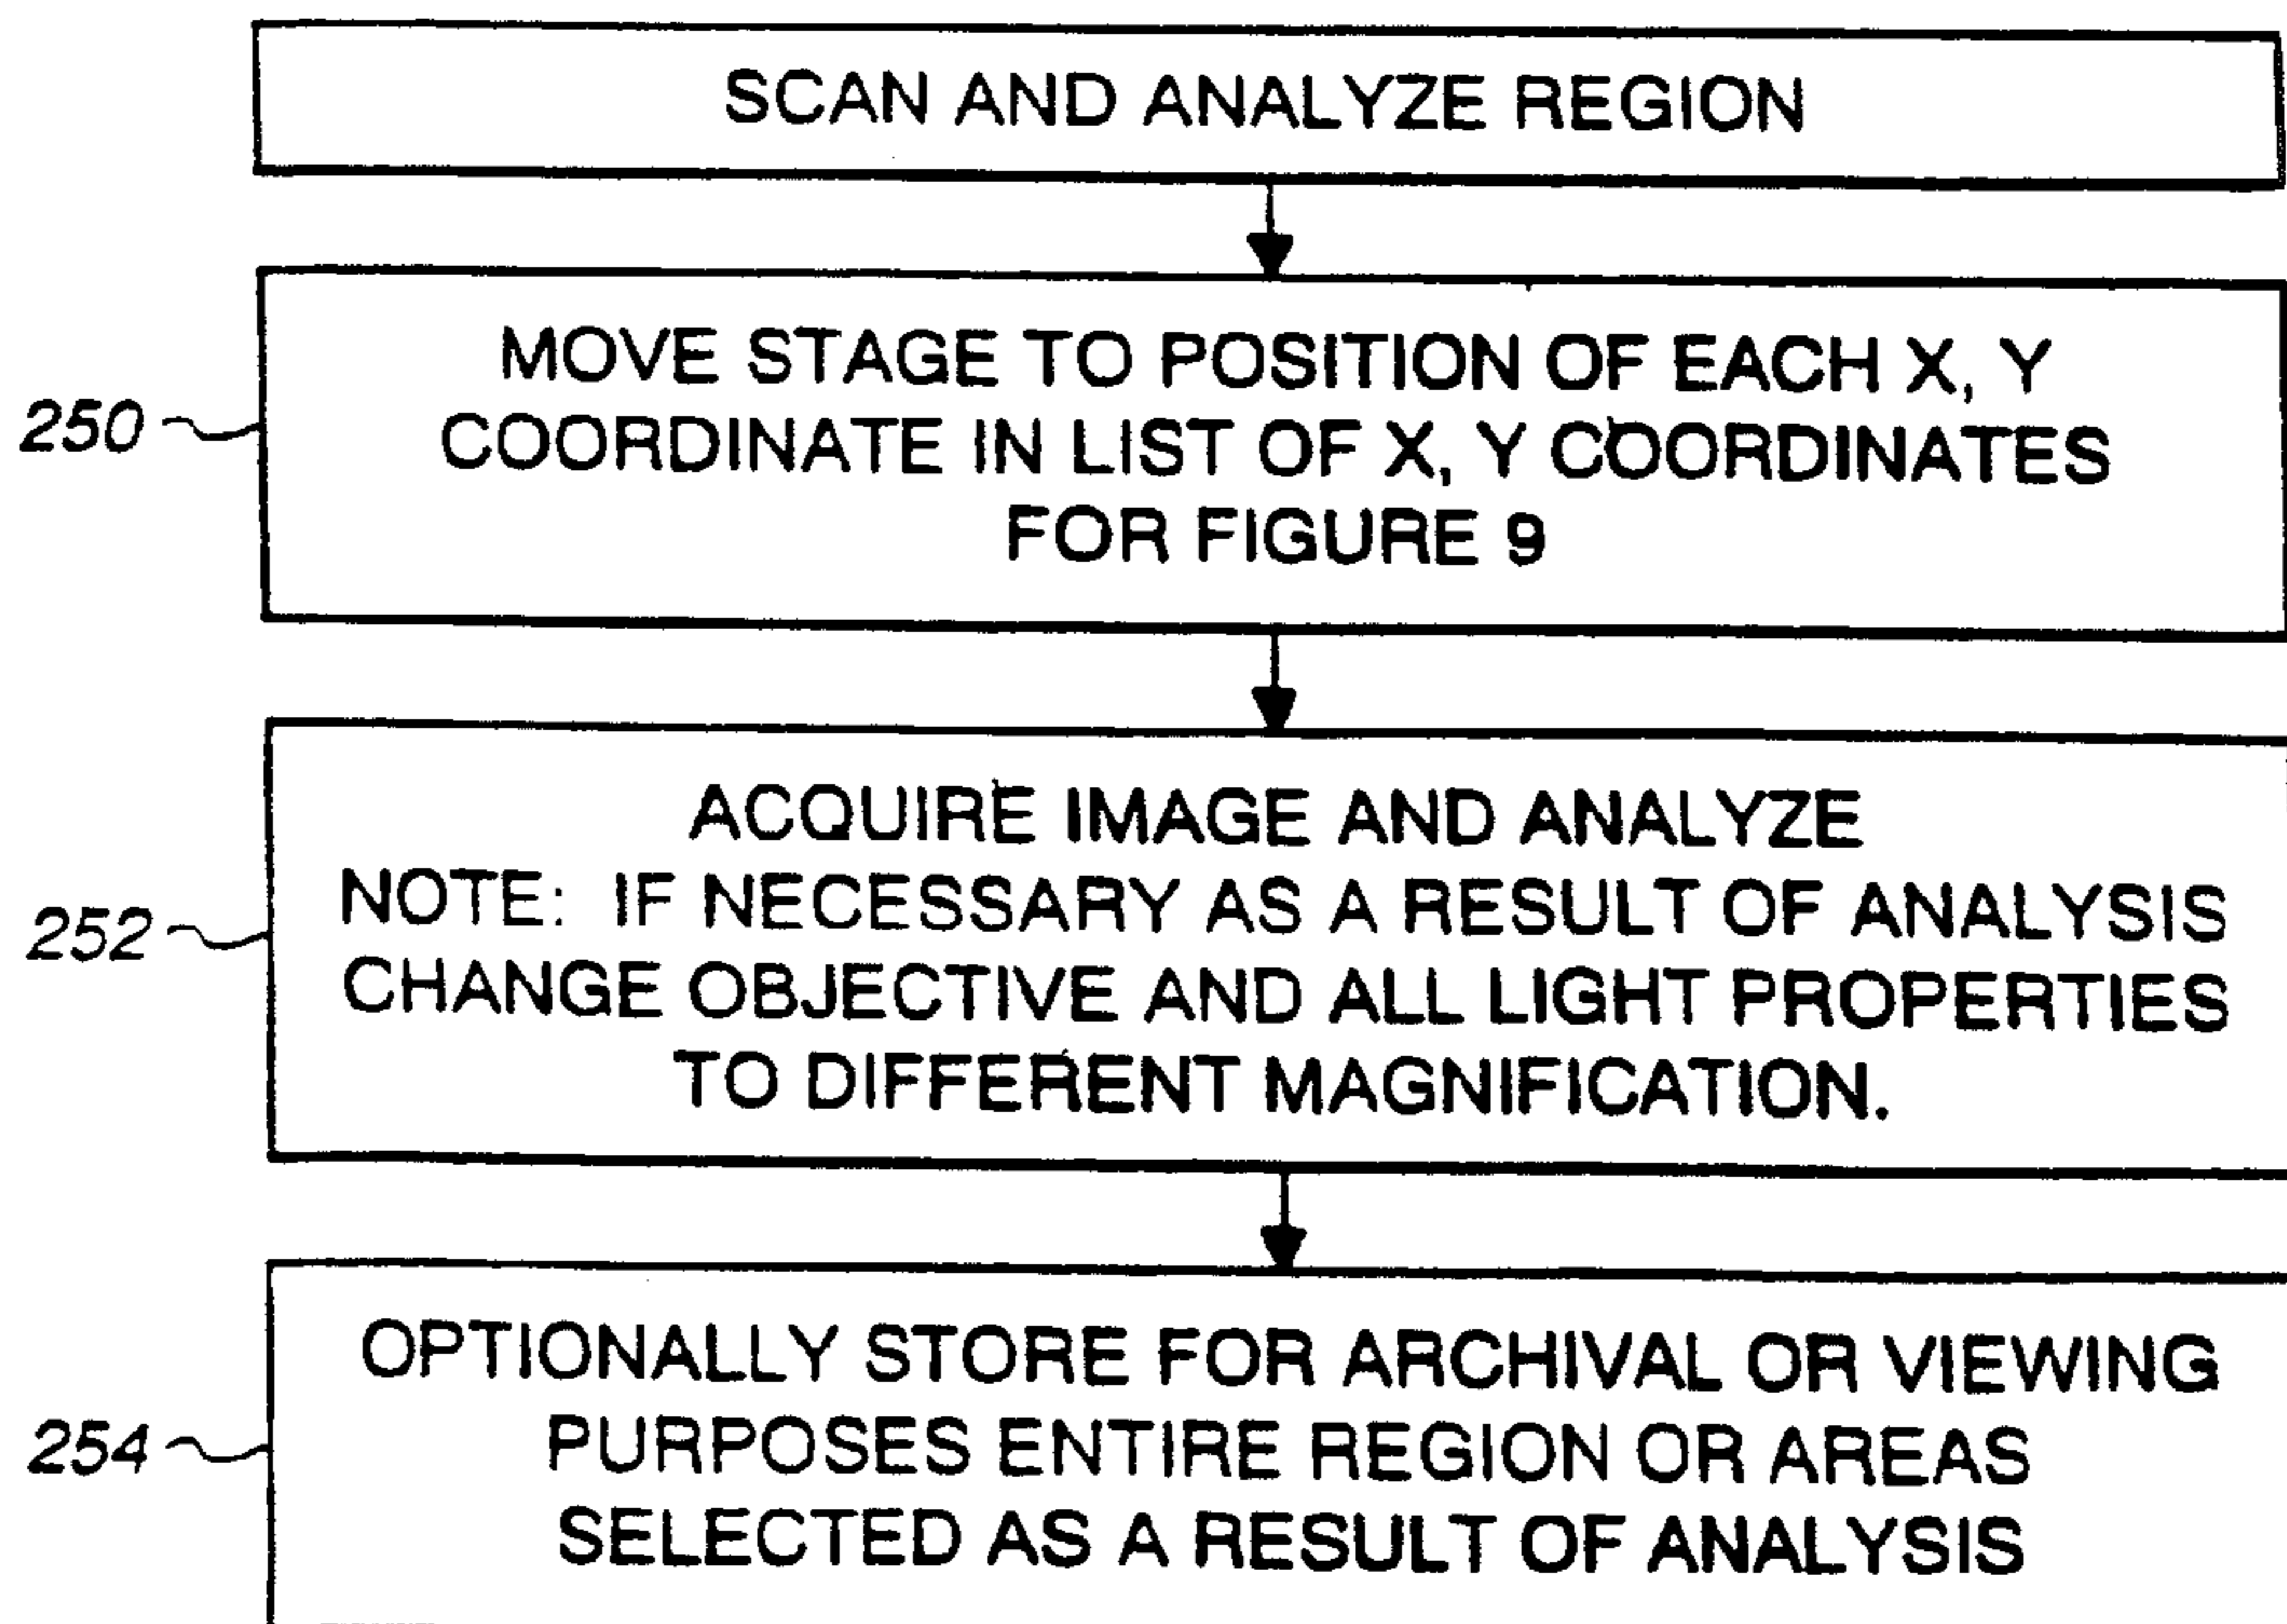 SCAN AND ANALYZE REGION
MOVE STAGE TO POSITION OF EACH X, Y
250
COORDINATE IN LIST OF X, Y COORDINATES
FOR FIGURE 9
ACQUIRE IMAGE AND ANALYZE
NOTE: IF NECESSARY AS A RESULT OF ANALYSIS
252
CHANGE OBJECTIVE AND ALL LIGHT PROPERTIES
TO DIFFERENT MAGNIFICATION.
OPTIONALLY STORE FOR ARCHIVAL OR VIEWING
254
PURPOSES ENTIRE REGION OR AREAS
SELECTED AS A RESULT OF ANALYSIS